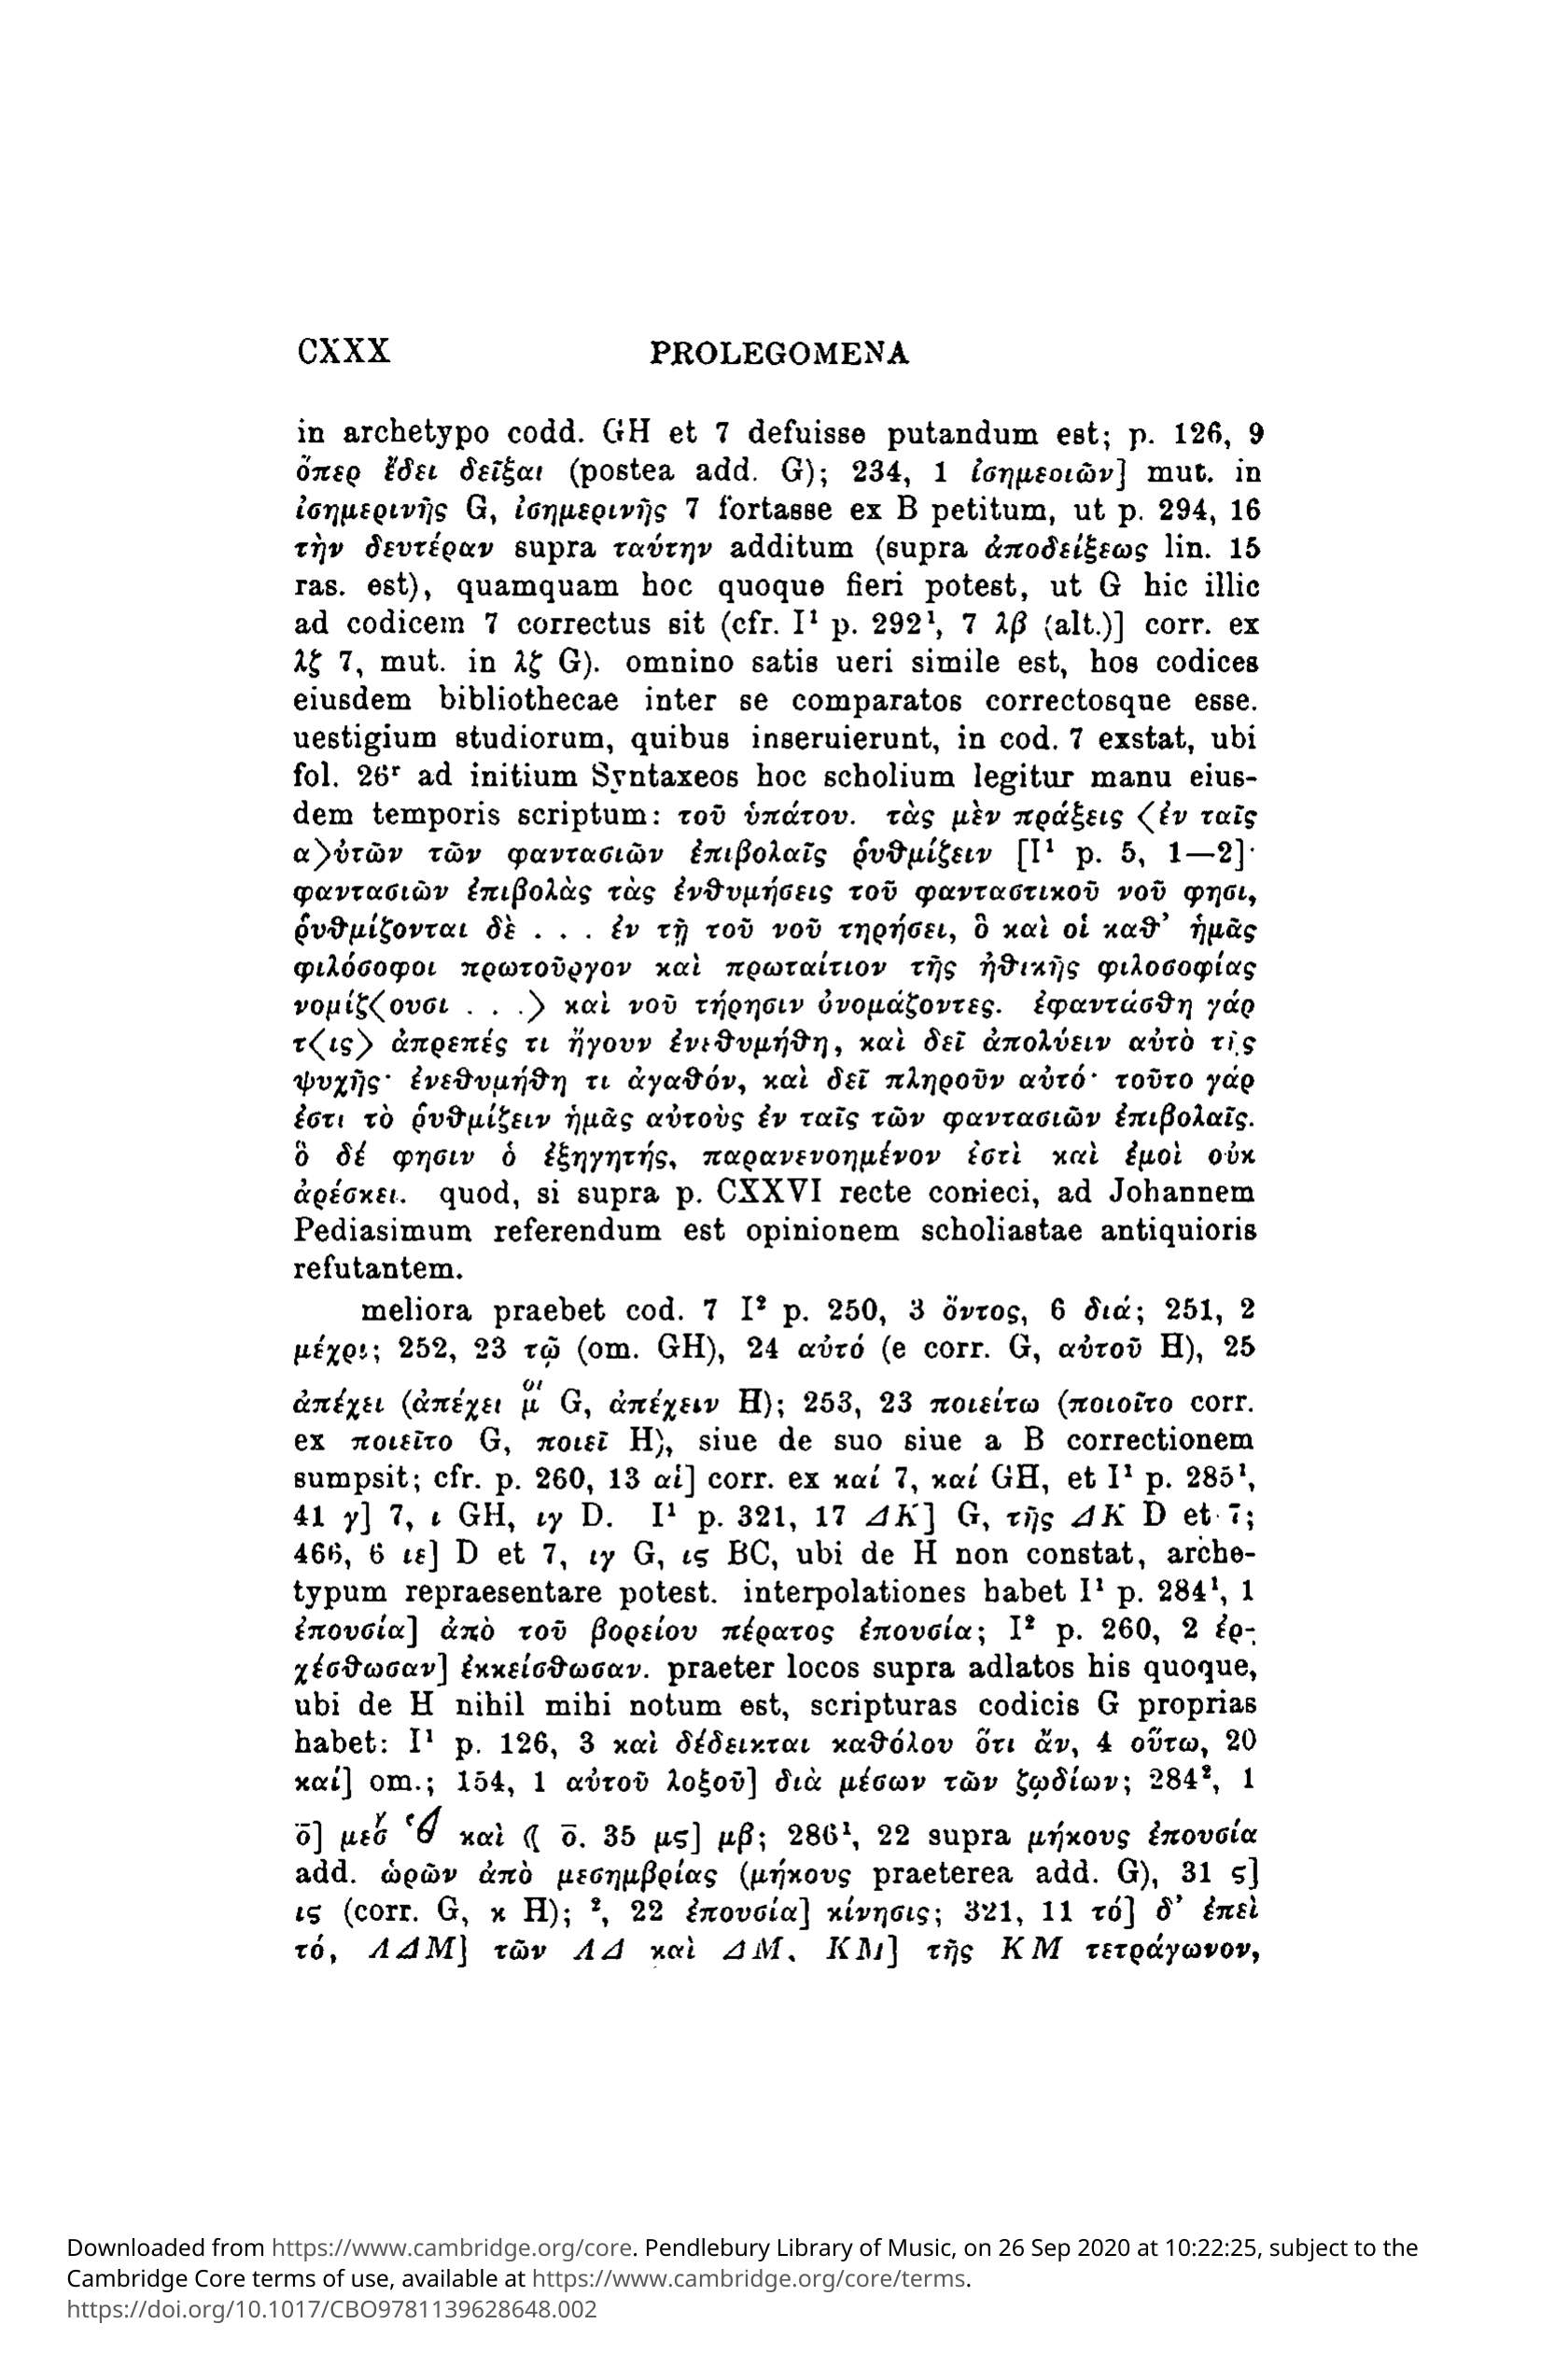 CXXX PROLEGOMENA
in archetypo codd. GH et 7 defuisse putandum est; p. 126, 9
ὅπερ ἔδει δεῖξαι (postea add. G); 234, 1 ἰσημεοιῶν] mut. in
ἰσημερινῆς G, ἰσημερινῆς 7 fortasse ex B petitum, ut p. 294, 16
τὴν δευτέραν supra ταύτην additum (supra ἀποδείξεως lin. 15
ras. est), quamquam hoc quoque fieri potest, ut G hic illic
ad codicem 7 correctus sit (cfr. I¹ p. 292¹, 7 λβ (alt.)] corr. ex
λζ 7, mut. in λζ G). omnino satis ueri simile est, hos codices
eiusdem bibliothecae inter se comparatos correctosque esse.
uestigium studiorum, quibus inseruierunt, in cod. 7 exstat, ubi
fol. 26ʳ ad initium Syntaxeos hoc scholium legitur manu eius-
dem temporis scriptum: τοῦ ὑπάτου. τὰς μὲν πράξεις ⟨ἐν ταῖς
α⟩ὐτῶν τῶν φαντασιῶν ἐπιβολαῖς ῥυθμίζειν [I¹ p. 5, 1—2]·
φαντασιῶν ἐπιβολὰς τὰς ἐνθυμήσεις τοῦ φανταστικοῦ νοῦ φησι,
ῥυθμίζονται δὲ . . . ἐν τῇ τοῦ νοῦ τηρήσει, ὃ καὶ οἱ καθ’ ἡμᾶς
φιλόσοφοι πρωτοῦργον καὶ πρωταίτιον τῆς ἠθικῆς φιλοσοφίας
νομίζ⟨ουσι . . .⟩ καὶ νοῦ τήρησιν ὀνομάζοντες. ἐφαντάσθη γάρ
τ⟨ις⟩ ἀπρεπές τι ἤγουν ἐνεθυμήθη, καὶ δεῖ ἀπολύειν αὐτὸ τῆς
ψυχῆς· ἐνεθυμήθη τι ἀγαθόν, καὶ δεῖ πληροῦν αὐτό· τοῦτο γάρ
ἐστι τὸ ῥυθμίζειν ἡμᾶς αὐτοὺς ἐν ταῖς τῶν φαντασιῶν ἐπιβολαῖς.
ὃ δέ φησιν ὁ ἐξηγητής, παρανενοημένον ἐστὶ καὶ ἐμοὶ οὐκ
ἀρέσκει. quod, si supra p. CXXVI recte conieci, ad Johannem
Pediasimum referendum est opinionem scholiastae antiquioris
refutantem.
meliora praebet cod. 7 I² p. 250, 3 ὄντος, 6 διά; 251, 2
μέχρι; 252, 23 τῷ (om. GH), 24 αὐτό (e corr. G, αὐτοῦ H), 25
ἀπέχει (ἀπέχει μ̈ οι G, ἀπέχειν H); 253, 23 ποιείτω (ποιοῖτο corr.
ex ποιεῖτο G, ποιεῖ H), siue de suo siue a B correctionem
sumpsit; cfr. p. 260, 13 αἱ] corr. ex καί 7, καί GH, et I¹ p. 285¹,
41 γ] 7, ι GH, ιγ D. I¹ p. 321, 17 ΔΚ] G, τῆς ΔΚ D et 7;
466, 6 ιε] D et 7, ιγ G, ις BC, ubi de H non constat, arche-
typum repraesentare potest. interpolationes habet I¹ p. 284¹, 1
ἐπουσία] ἀπὸ τοῦ βορείου πέρατος ἐπουσία; I² p. 260, 2 ἐρ-
χέσθωσαν] ἐκκείσθωσαν. praeter locos supra adlatos his quoque,
ubi de H nihil mihi notum est, scripturas codicis G proprias
habet: I¹ p. 126, 3 καὶ δέδεικται καθόλου ὅτι ἄν, 4 οὕτω, 20
καί] om.; 154, 1 αὐτοῦ λοξοῦ] διὰ μέσων τῶν ζῳδίων; 284², 1
ō] μεσ καὶ ☾ ō. 35 μς] μβ; 286¹, 22 supra μήκους ἐπουσία
add. ὡρῶν ἀπὸ μεσημβρίας (μήκους praeterea add. G), 31 ς]
ις (corr. G, κ H); ², 22 ἐπουσία] κίνησις; 321, 11 τό] δ’ ἐπεὶ
τό, ΛΔΜ] τῶν ΛΔ καὶ ΔΜ, ΚΜ] τῆς ΚΜ τετράγωνον,
Downloaded from https://www.cambridge.org/core. Pendlebury Library of Music, on 26 Sep 2020 at 10:22:25, subject to the
Cambridge Core terms of use, available at https://www.cambridge.org/core/terms.
https://doi.org/10.1017/CBO9781139628648.002